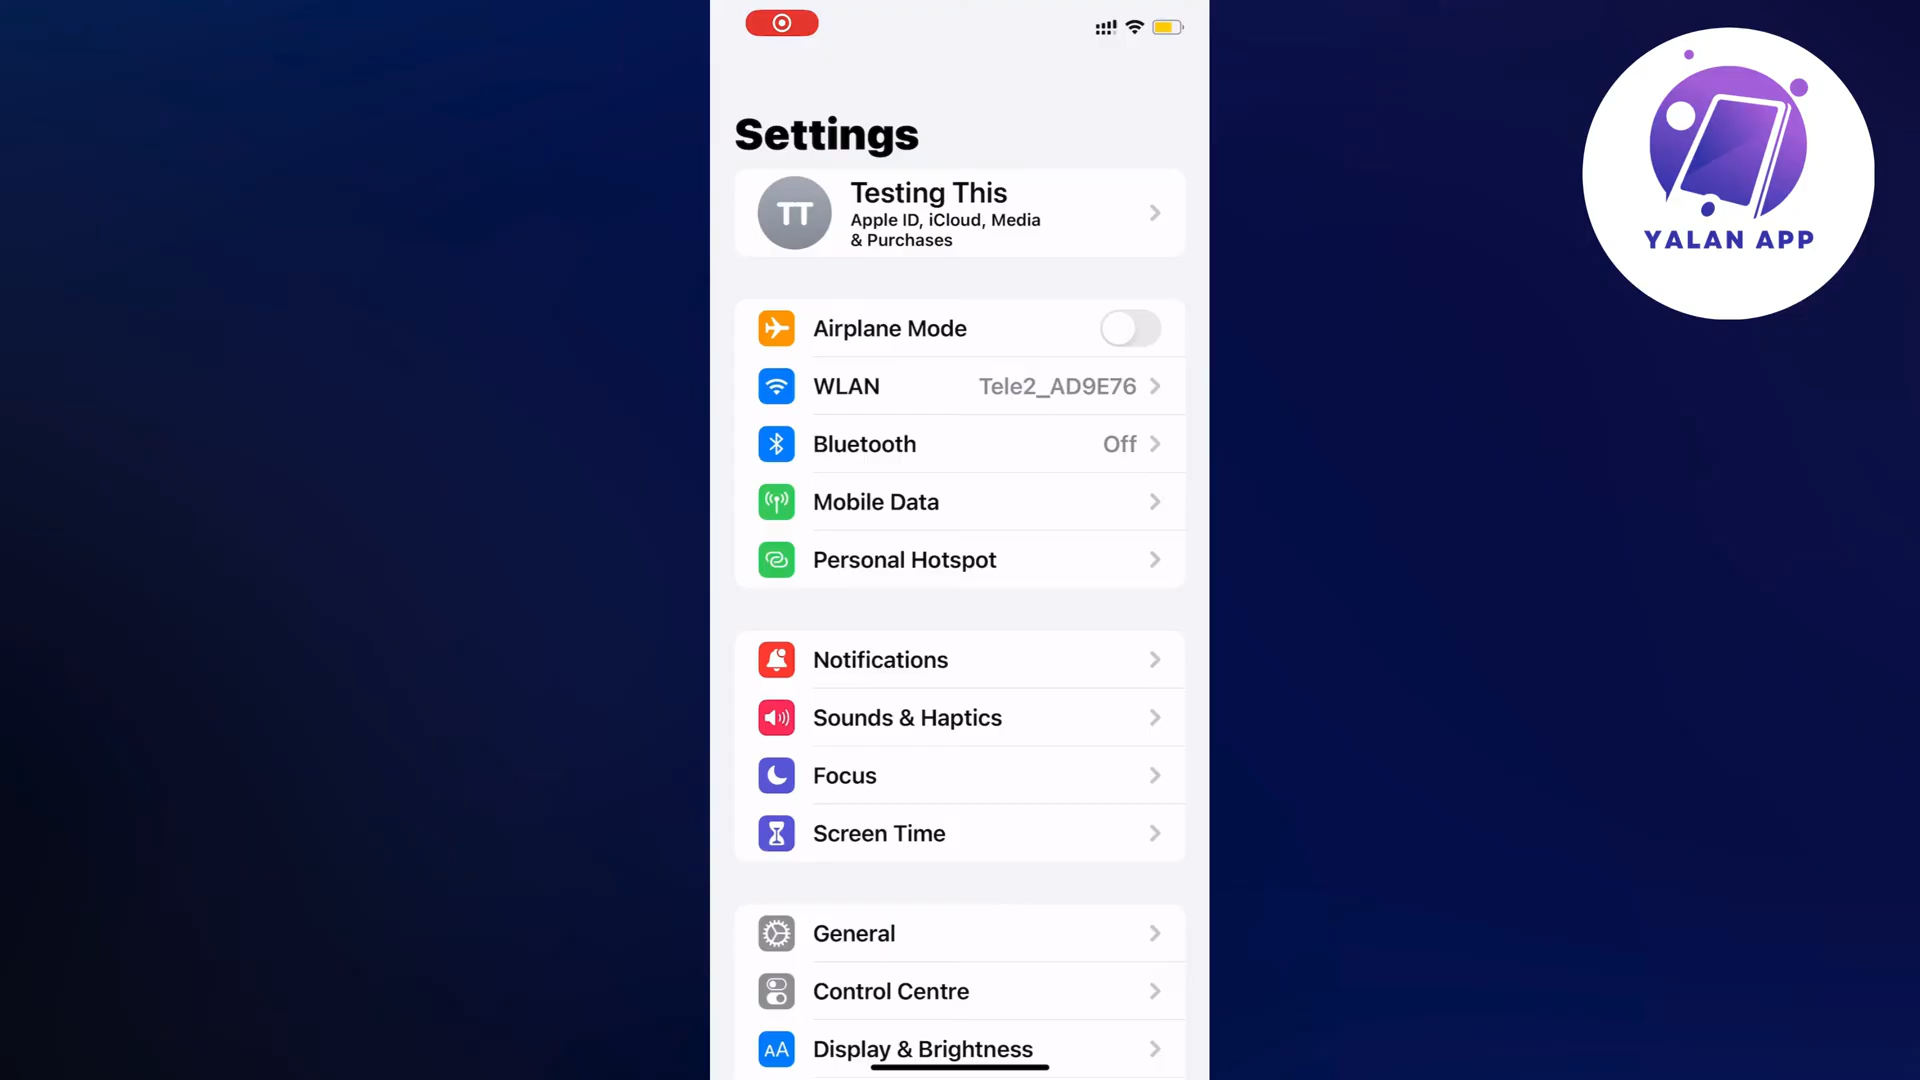 Settings
TT
Testing This
Apple ID, iCloud, Media
& Purchases
Airplane Mode
WLAN Tele2_AD9E76
Bluetooth Off
Mobile Data
Personal Hotspot
Notifications
Sounds & Haptics
Focus
Screen Time
General
Control Centre
AA Display & Brightness
YALAN APP